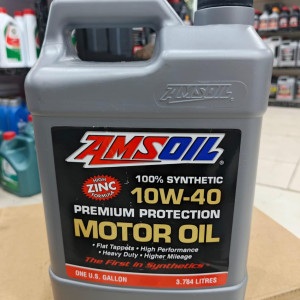 AMSOIL
AMSOIL
100% SYNTHETIC
HIGH
ZINC
FORMULA
10W-40
PREMIUM PROTECTION
MOTOR OIL
• Flat Tappets • High Performance
• Heavy Duty • Higher Mileage
The First in Synthetics
ONE U.S. GALLON 3.784 LITRES